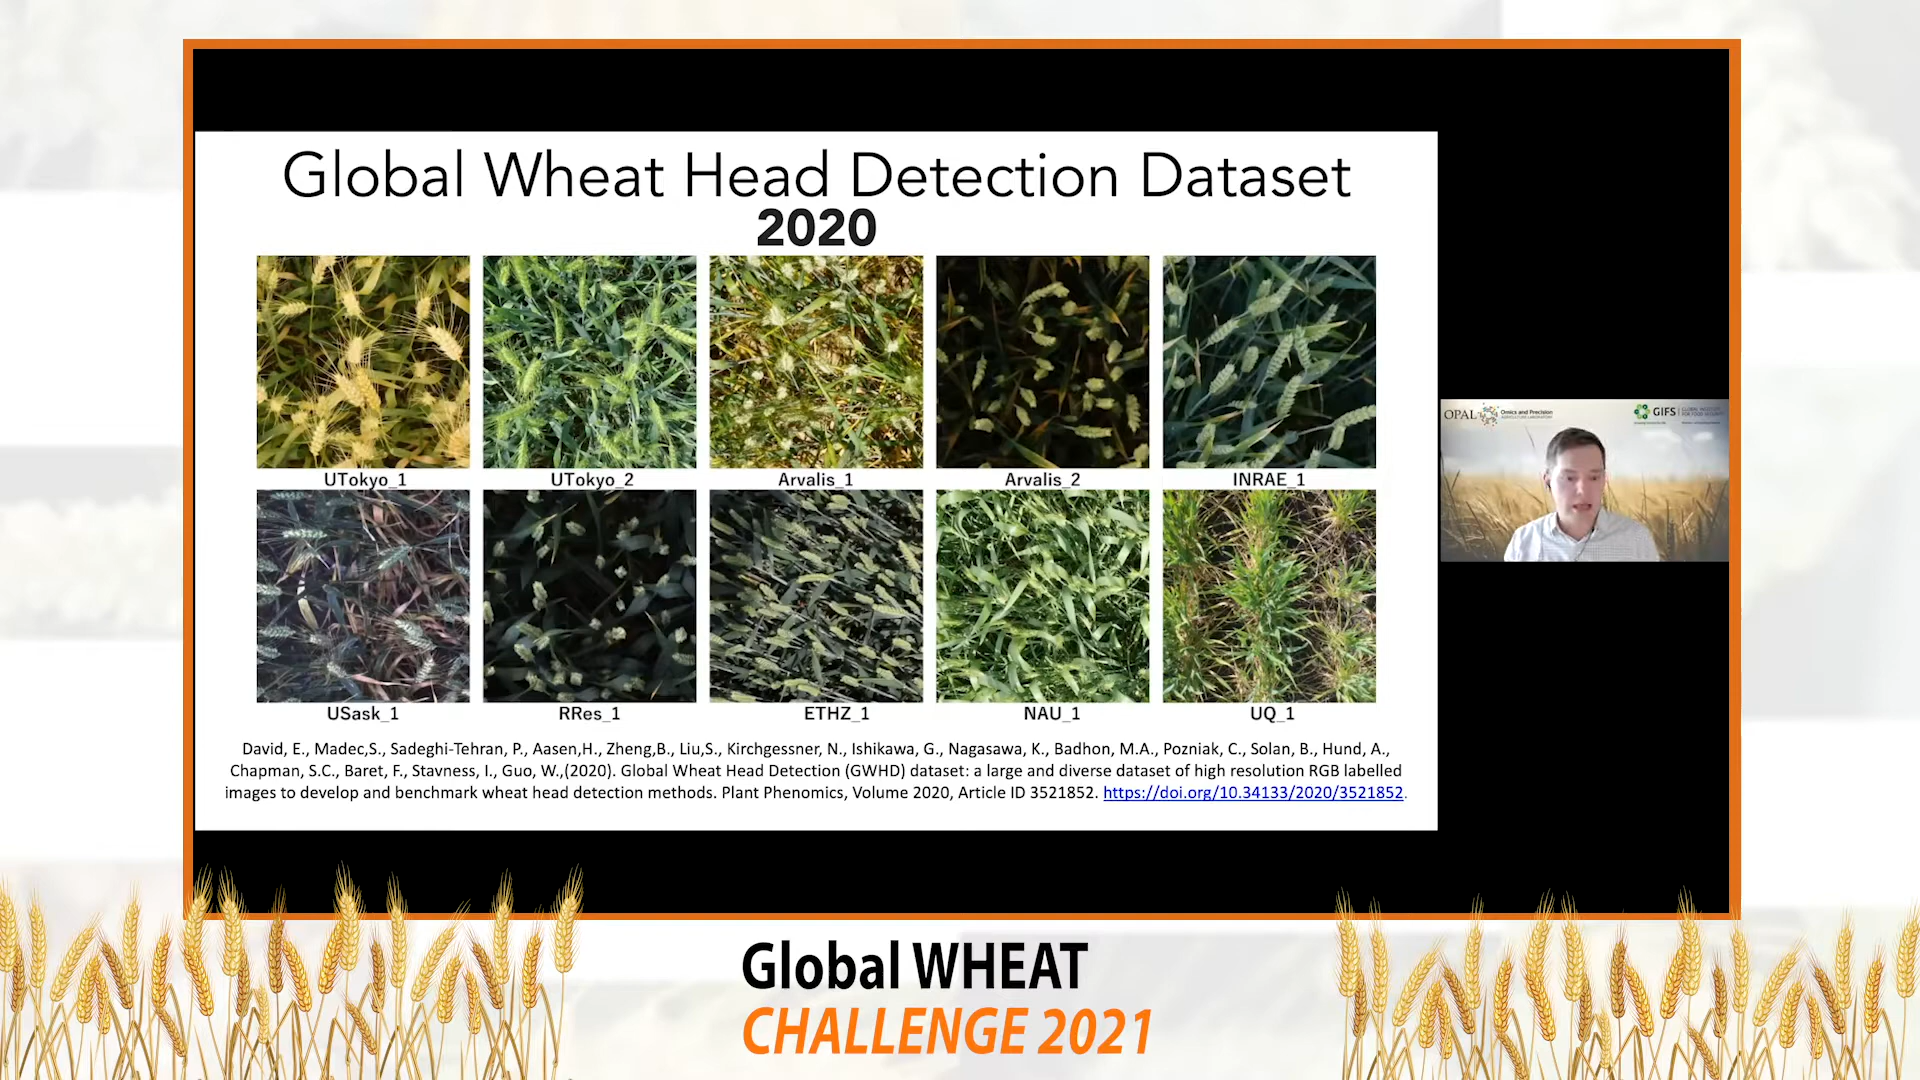 Global Wheat Head Detection Dataset
2020
UTokyo_1
UTokyo_2
Arvalis_1
Arvalis_2
INRAE_1
USask_1
RRes_1
ETHZ_1
NAU_1
UQ_1
David, E., Madec,S., Sadeghi-Tehran, P., Aasen,H., Zheng,B., Liu,S., Kirchgessner, N., Ishikawa, G., Nagasawa, K., Badhon, M.A., Pozniak, C., Solan, B., Hund, A.,
Chapman, S.C., Baret, F., Stavness, I., Guo, W.,(2020). Global Wheat Head Detection (GWHD) dataset: a large and diverse dataset of high resolution RGB labelled
images to develop and benchmark wheat head detection methods. Plant Phenomics, Volume 2020, Article ID 3521852. https://doi.org/10.34133/2020/3521852.
OPAL
Omics and Precision
GIFS
Global WHEAT
CHALLENGE 2021